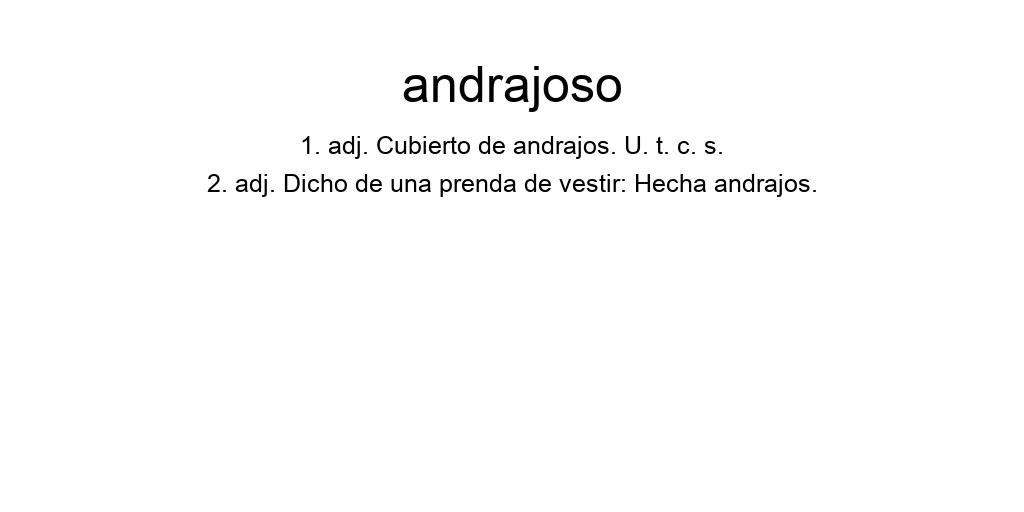 andrajoso
1. adj. Cubierto de andrajos. U. t. c. s.
2. adj. Dicho de una prenda de vestir: Hecha andrajos.